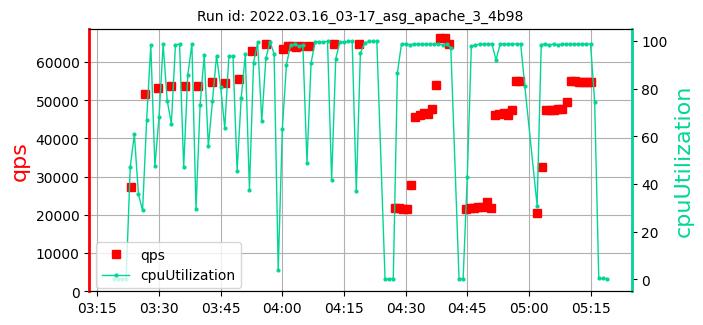 Run id: 2022.03.16_03-17_asg_apache_3_4b98
qps
60000
50000
40000
30000
20000
10000
0
100
80
60
40
20
0
cpuUtilization
qps
cpuUtilization
03:15 03:30 03:45 04:00 04:15 04:30 04:45 05:00 05:15